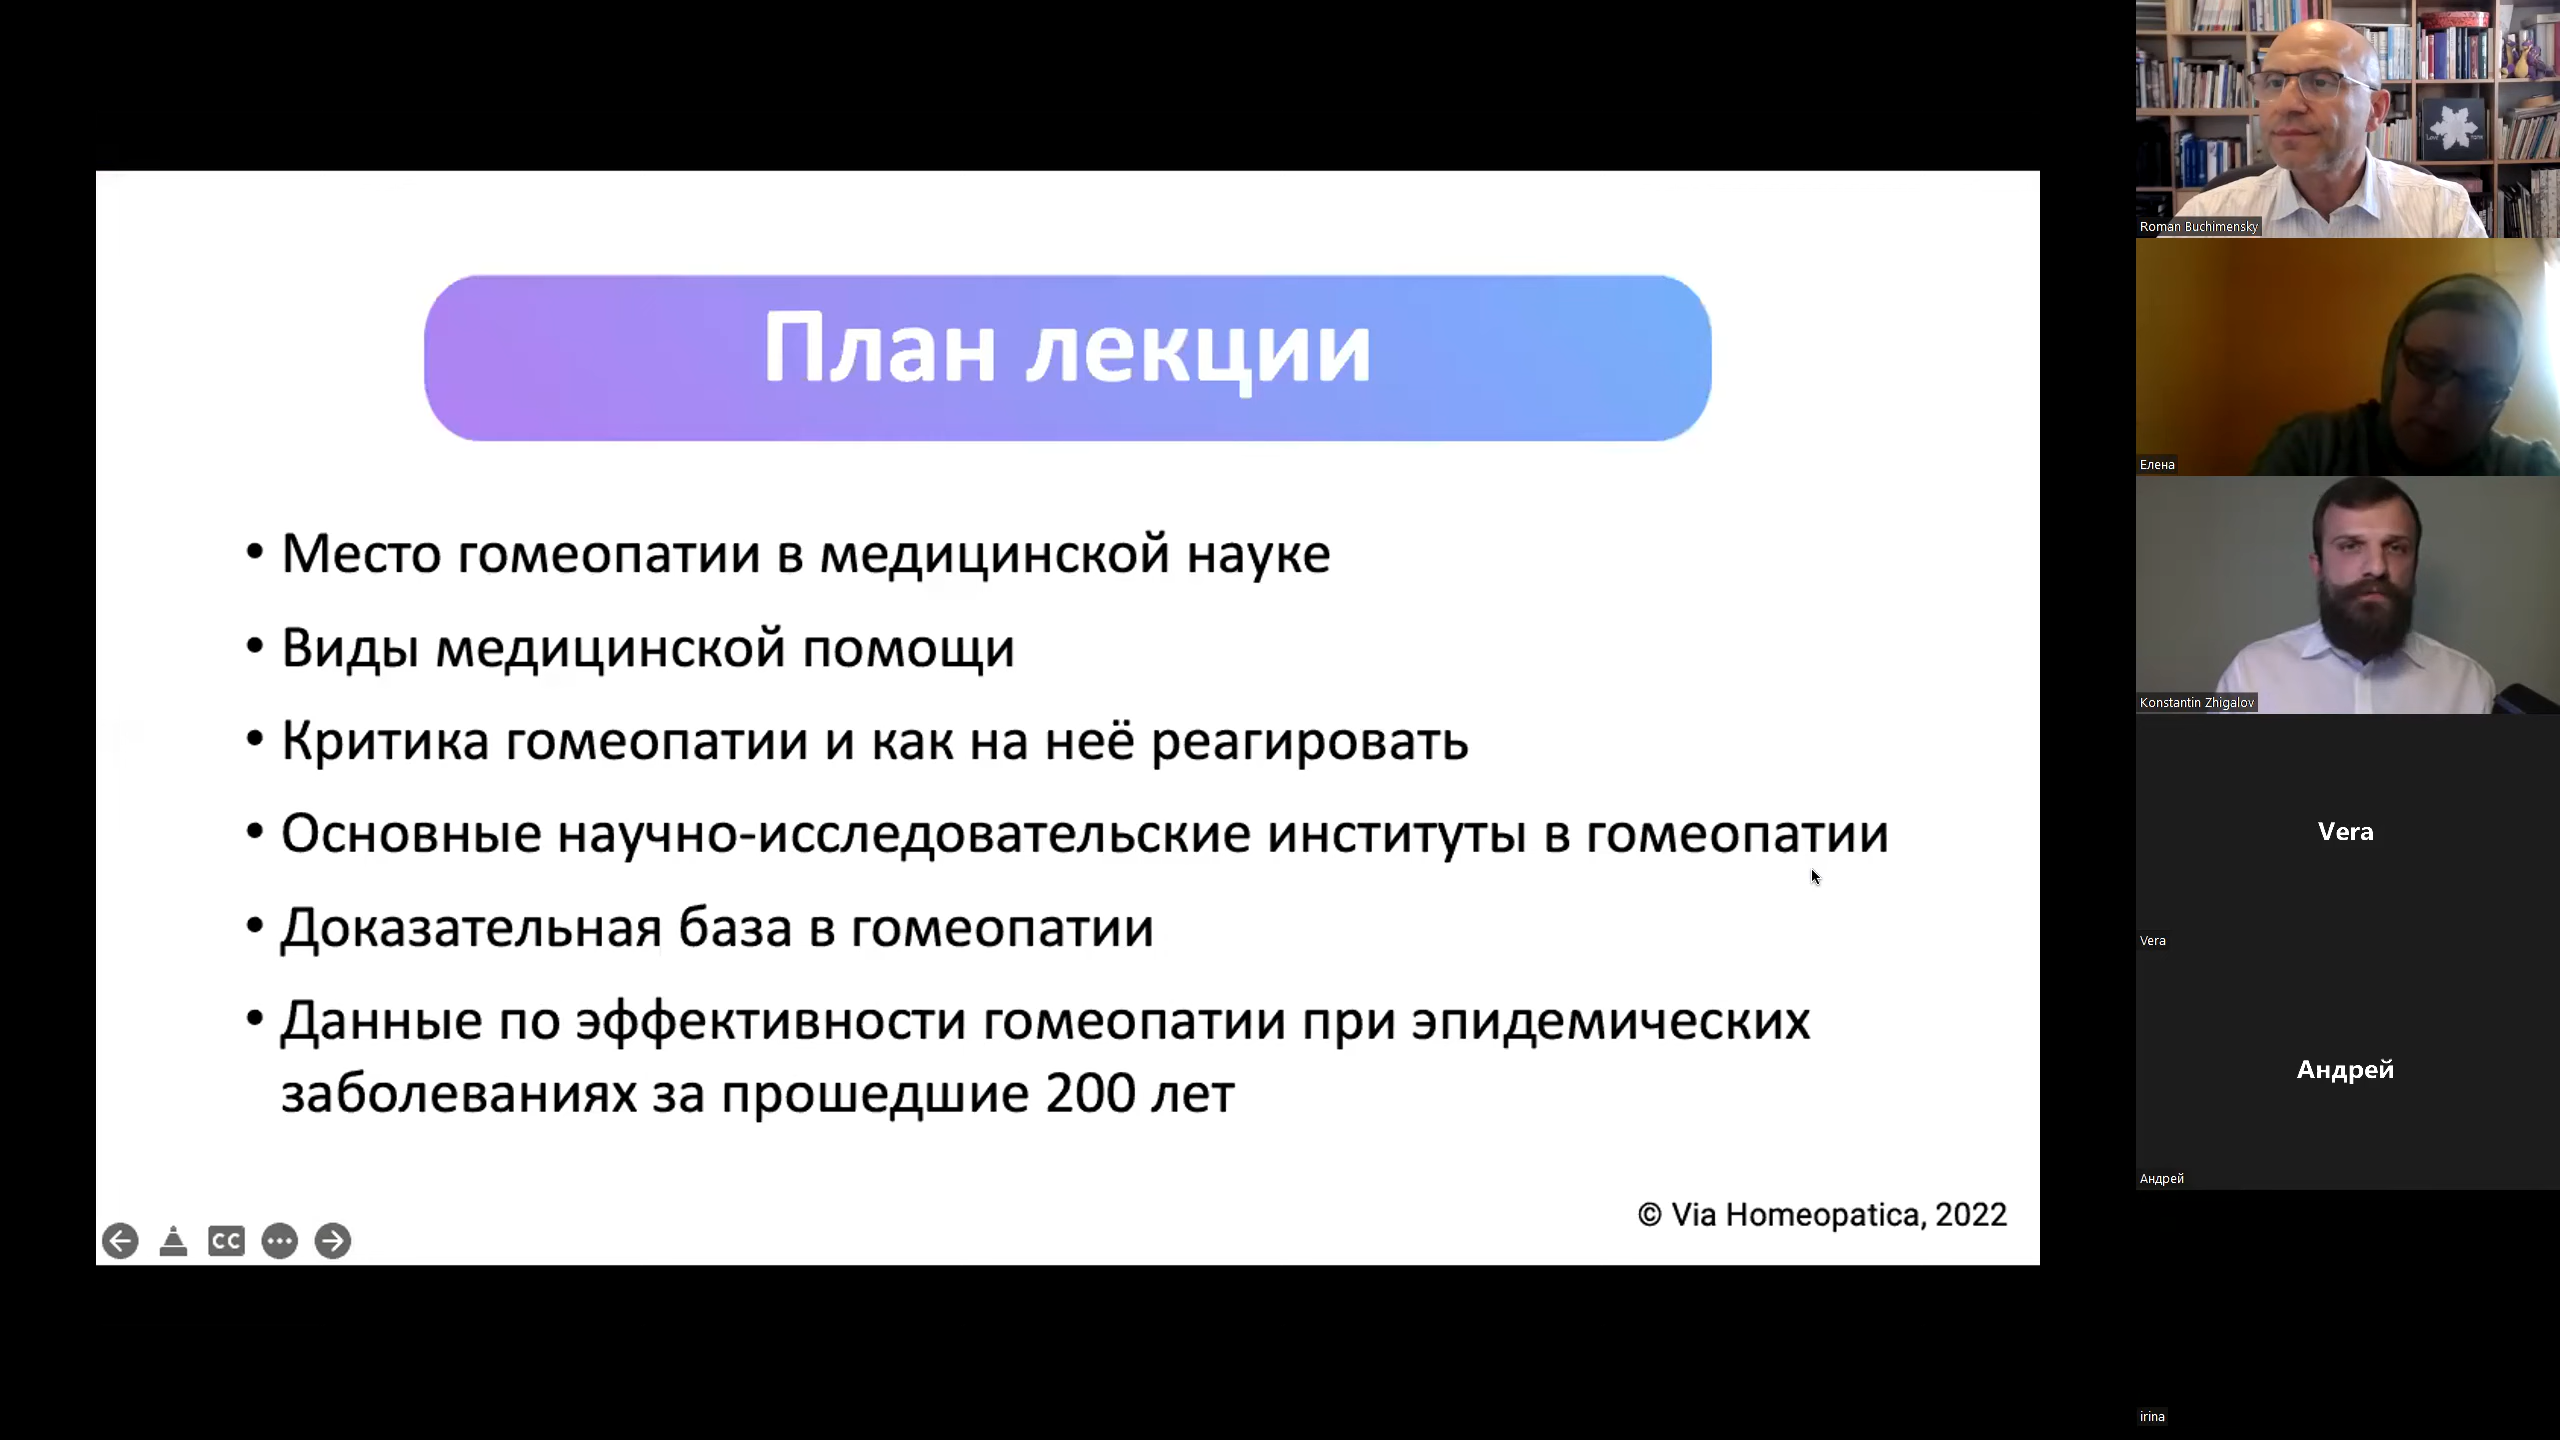 План лекции
• Место гомеопатии в медицинской науке
• Виды медицинской помощи
• Критика гомеопатии и как на неё реагировать
• Основные научно-исследовательские институты в гомеопатии
• Доказательная база в гомеопатии
• Данные по эффективности гомеопатии при эпидемических
заболеваниях за прошедшие 200 лет
© Via Homeopatica, 2022
CC
Roman Buchimensky
Елена
Konstantin Zhigalov
Vera
Vera
Андрей
Андрей
irina